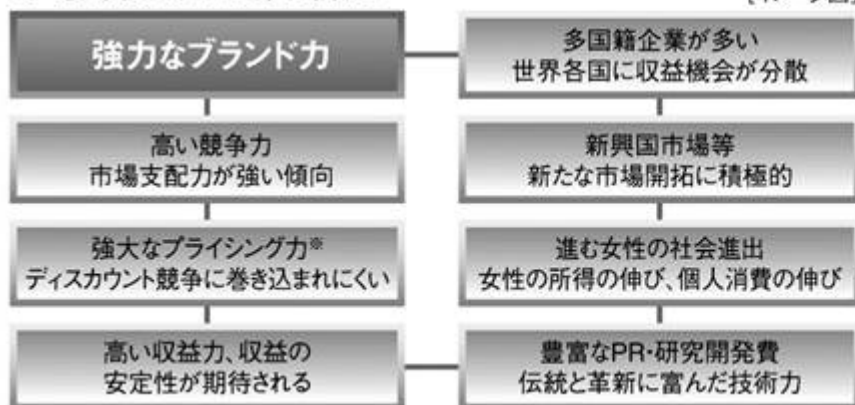 強力なブランド力
多国籍企業が多い
世界各国に収益機会が分散
高い競争力
市場支配力が強い傾向
新興国市場等
新たな市場開拓に積極的
強大なプライシング力※
ディスカウント競争に巻き込まれにくい
進む女性の社会進出
女性の所得の伸び、個人消費の伸び
高い収益力、収益の
安定性が期待される
豊富なPR・研究開発費
伝統と革新に富んだ技術力